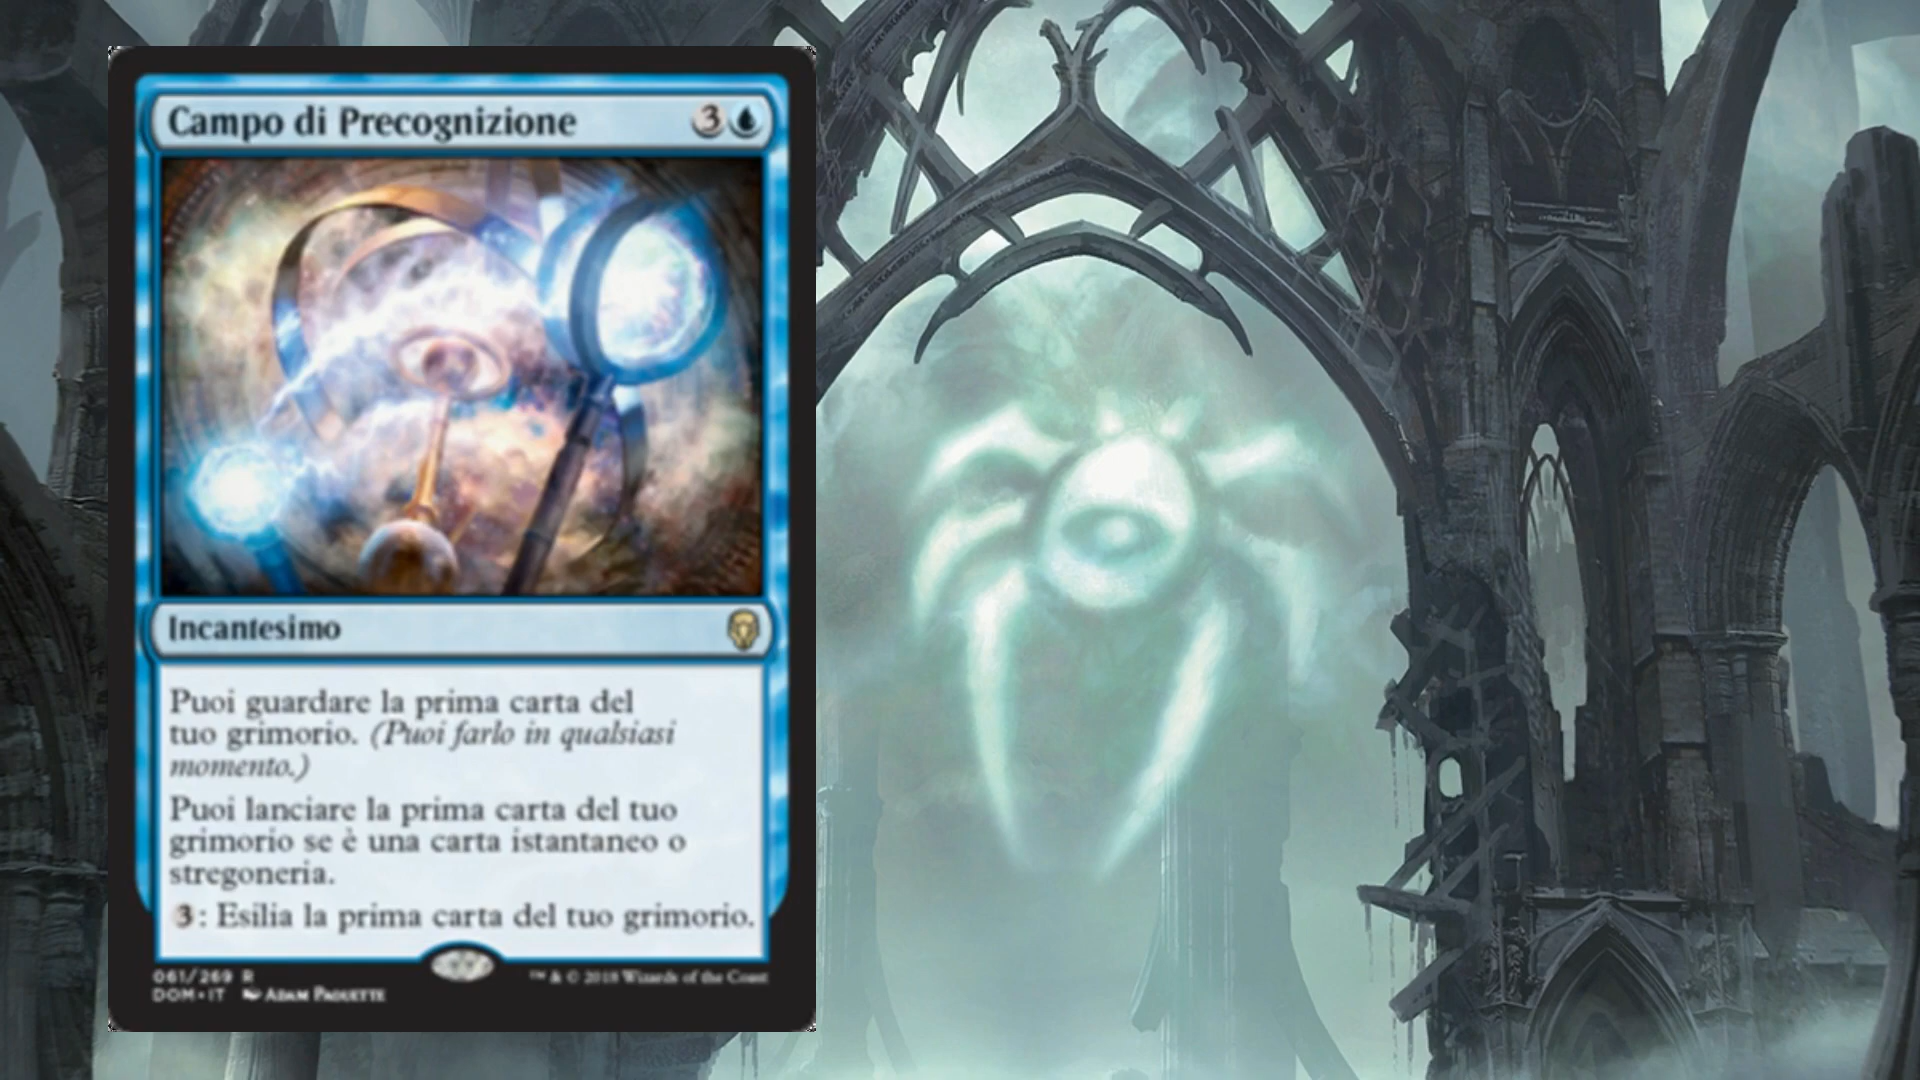 Campo di Precognizione 3
Incantesimo
Puoi guardare la prima carta del
tuo grimorio. (Puoi farlo in qualsiasi
momento.)
Puoi lanciare la prima carta del tuo
grimorio se è una carta istantaneo o
stregoneria.
3: Esilia la prima carta del tuo grimorio.
061/269 R
™ & © 2018 Wizards of the Coast
DOM • IT Adam Paquette